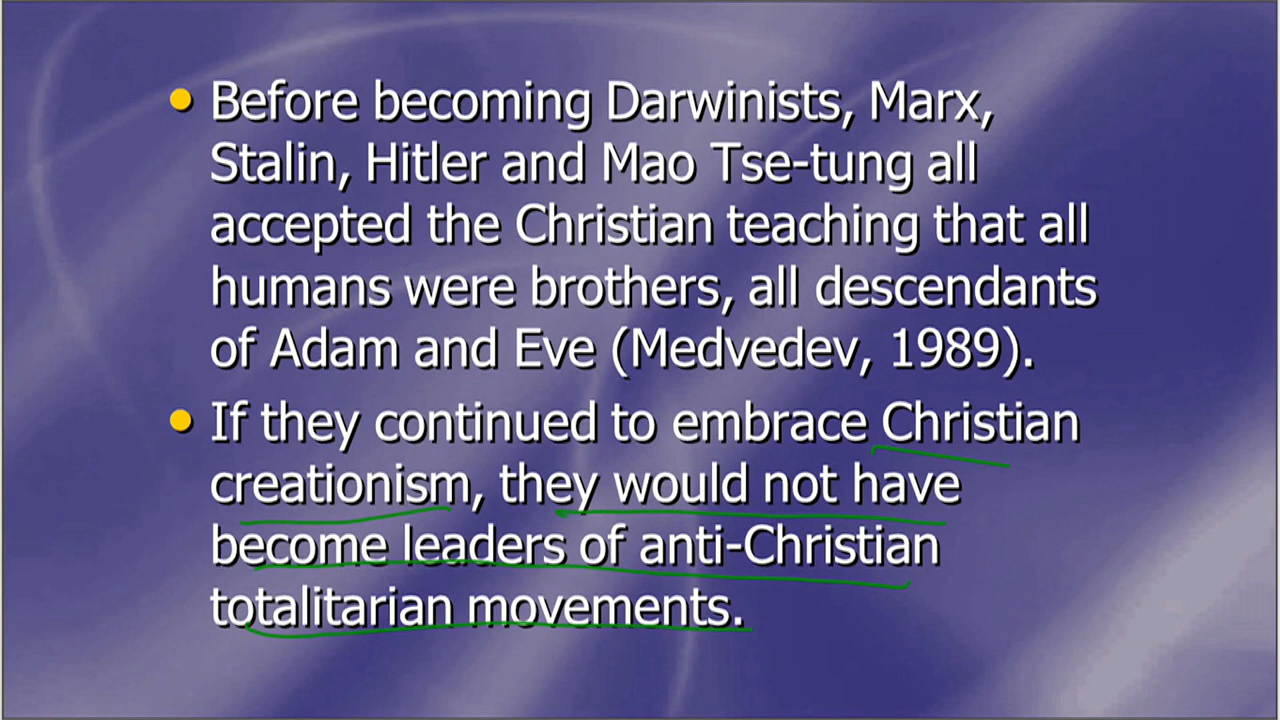 • Before becoming Darwinists, Marx,
Stalin, Hitler and Mao Tse-tung all
accepted the Christian teaching that all
humans were brothers, all descendants
of Adam and Eve (Medvedev, 1989).
• If they continued to embrace Christian
creationism, they would not have
become leaders of anti-Christian
totalitarian movements.